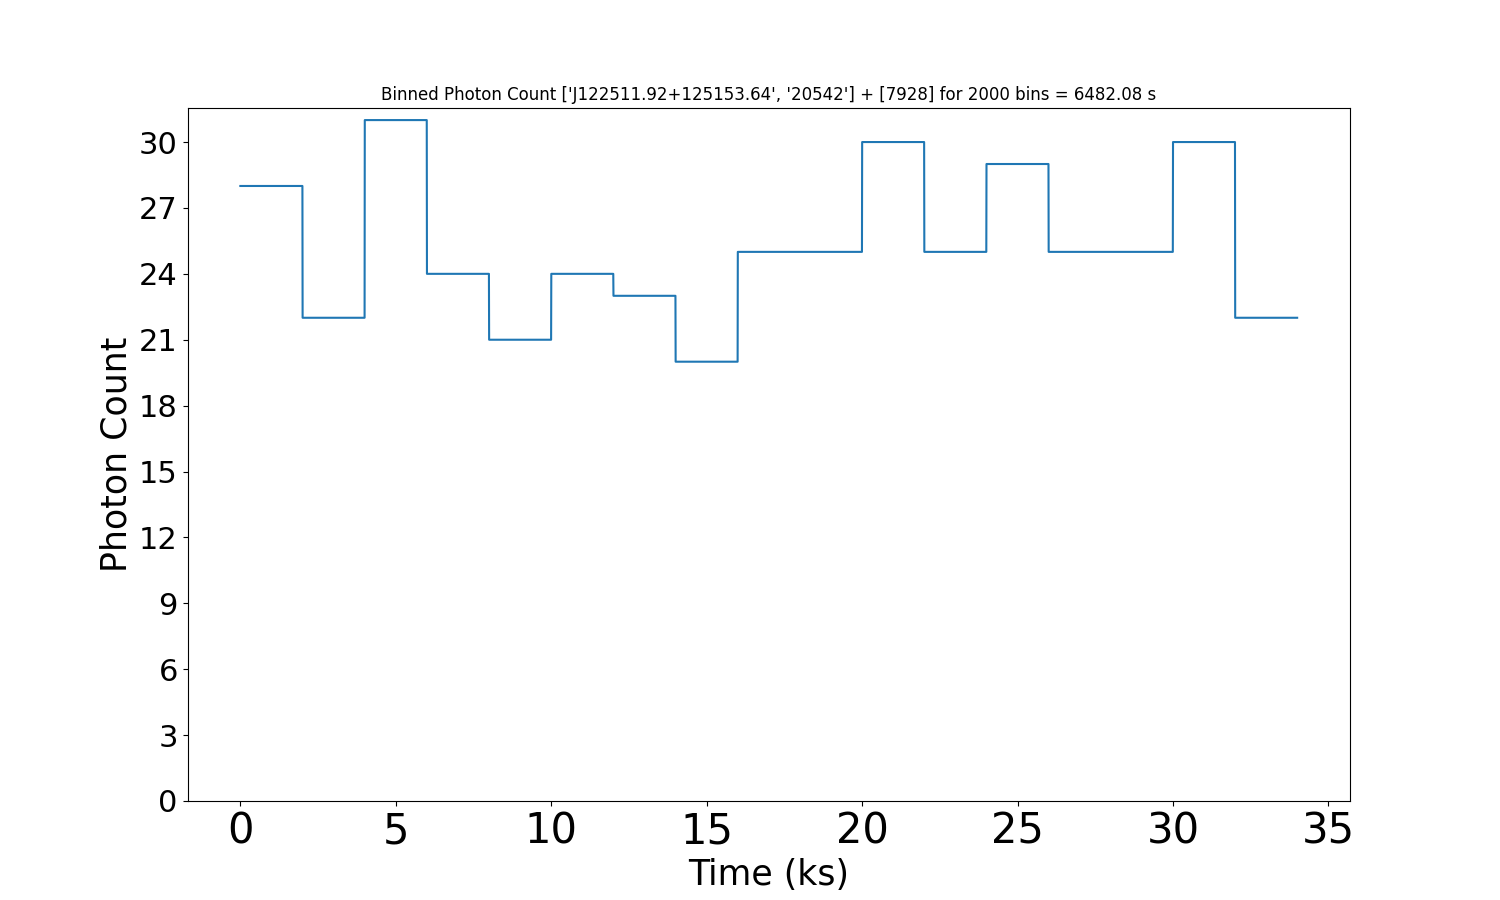 Binned Photon Count ['J122511.92+125153.64', '20542'] + [7928] for 2000 bins = 6482.08 s
30
27
24
21
18
15
12
9
6
3
0
Photon Count
0 5 10 15 20 25 30 35
Time (ks)